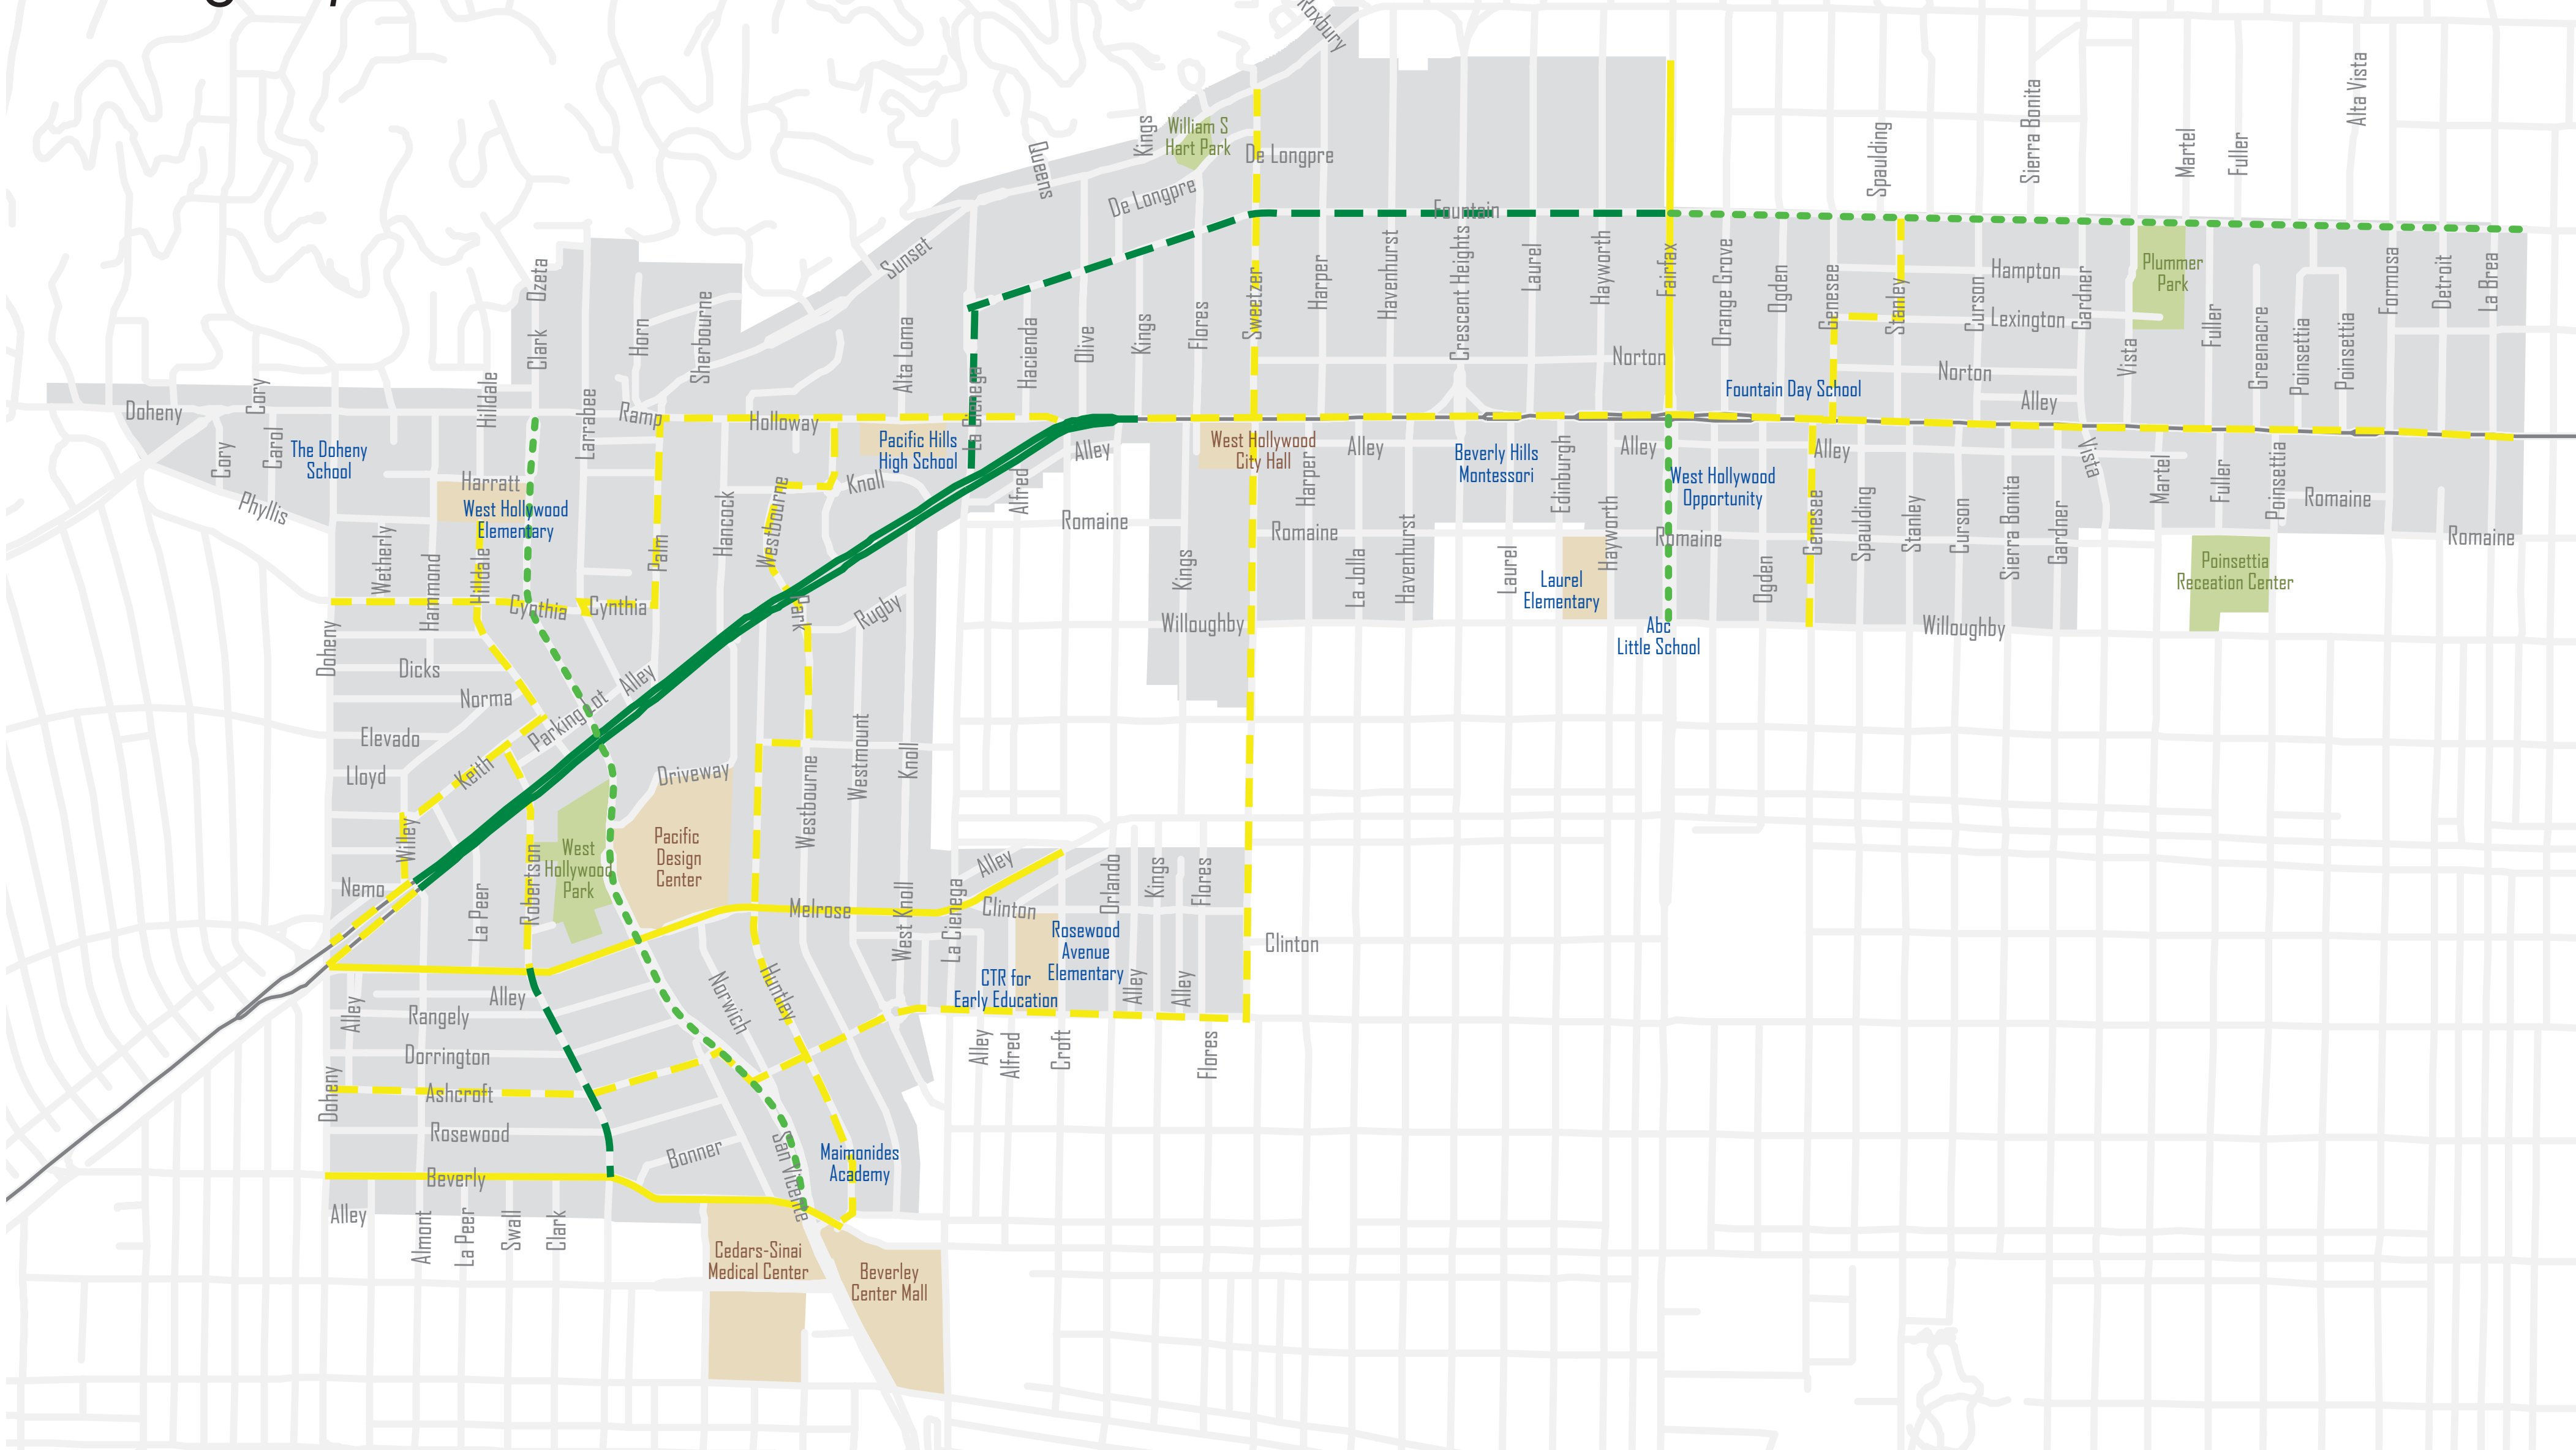 Roxbury
Alta Vista
Sierra Bonita
Spaulding
Martel
Fuller
Kings
William S
Hart Park
De Longpre
Queens
De Longpre
Fountain
Sunset
Ozeta
Clark
Horn
Sherbourne
Alta Loma
La Cienega
Hacienda
Olive
Kings
Flores
Sweetzer
Harper
Havenhurst
Crescent Heights
Laurel
Hayworth
Fairfax
Orange Grove
Ogden
Genesee
Stanley
Curson
Hampton
Lexington
Gardner
Plummer
Park
Vista
Fuller
Greenacre
Poinsettia
Poinsettia
Formosa
Detroit
La Brea
Norton
Norton
Fountain Day School
Alley
Doheny
Cory
Hilldale
Larrabee
Ramp
Holloway
Cory
Carol
The Doheny
School
Pacific Hills
High School
Alley
West Hollywood
City Hall
Harper
Alley
Beverly Hills
Montessori
Edinburgh
Alley
West Hollywood
Opportunity
Alley
Vista
Martel
Fuller
Poinsettia
Romaine
Romaine
Phyllis
Harratt
West Hollywood
Elementary
Hancock
Westbourne
Knoll
Alfred
Romaine
Romaine
Hayworth
Romaine
Genesee
Spaulding
Stanley
Curson
Sierra Bonita
Gardner
Wetherly
Hammond
Hilldale
Palm
Cynthia
Cynthia
Park
Rugby
Kings
La Jolla
Havenhurst
Laurel
Laurel
Elementary
Ogden
Poinsettia
Receation Center
Willoughby
Abc
Little School
Willoughby
Doheny
Dicks
Norma
Alley
Parking Lot
Elevado
Lloyd
Keith
Driveway
Westbourne
Westmount
Knoll
Willey
Nemo
La Peer
Robertson
West
Hollywood
Park
Pacific
Design
Center
Melrose
West Knoll
La Cienega
Alley
Clinton
Orlando
Kings
Flores
Rosewood
Avenue
Elementary
Clinton
CTR for
Early Education
Alley
Alley
Alley
Alley
Rangely
Norwich
Huntley
Dorrington
Alley
Alfred
Croft
Flores
Doheny
Ashcroft
Rosewood
Bonner
San Vicente
Maimonides
Academy
Beverly
Alley
Almont
La Peer
Swall
Clark
Cedars-Sinai
Medical Center
Beverley
Center Mall